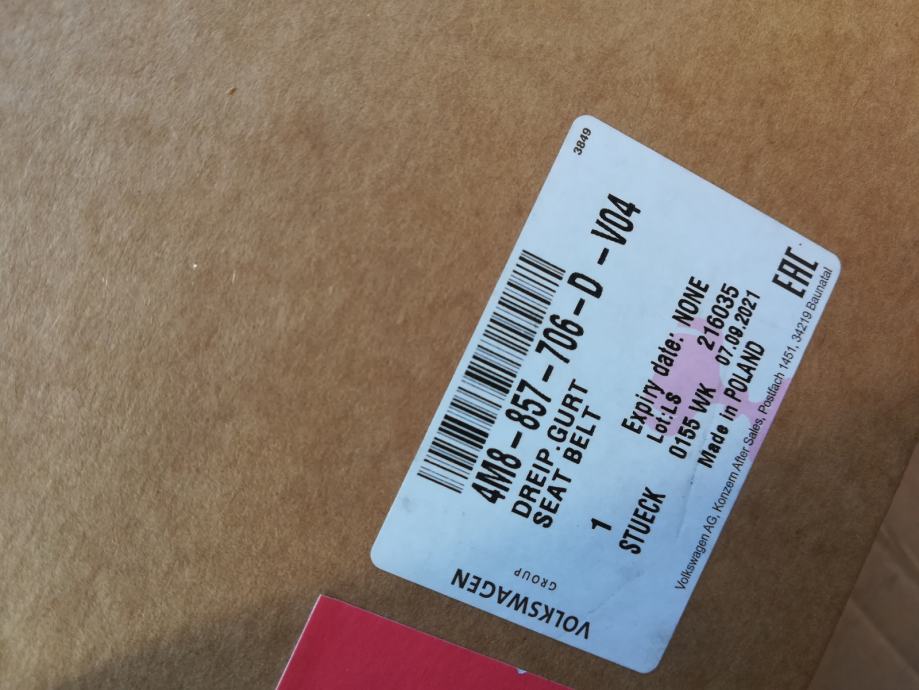 3849
4M8-857-706-D -V04
DREIP.GURT
SEAT BELT
1
STUECK
Expiry date: NONE
Lot:LS 216035
0155 WK 07.09.2021
Made in POLAND
EAC
Volkswagen AG, Konzern After Sales, Postfach 1451, 34219 Baunatal
VOLKSWAGEN
GROUP